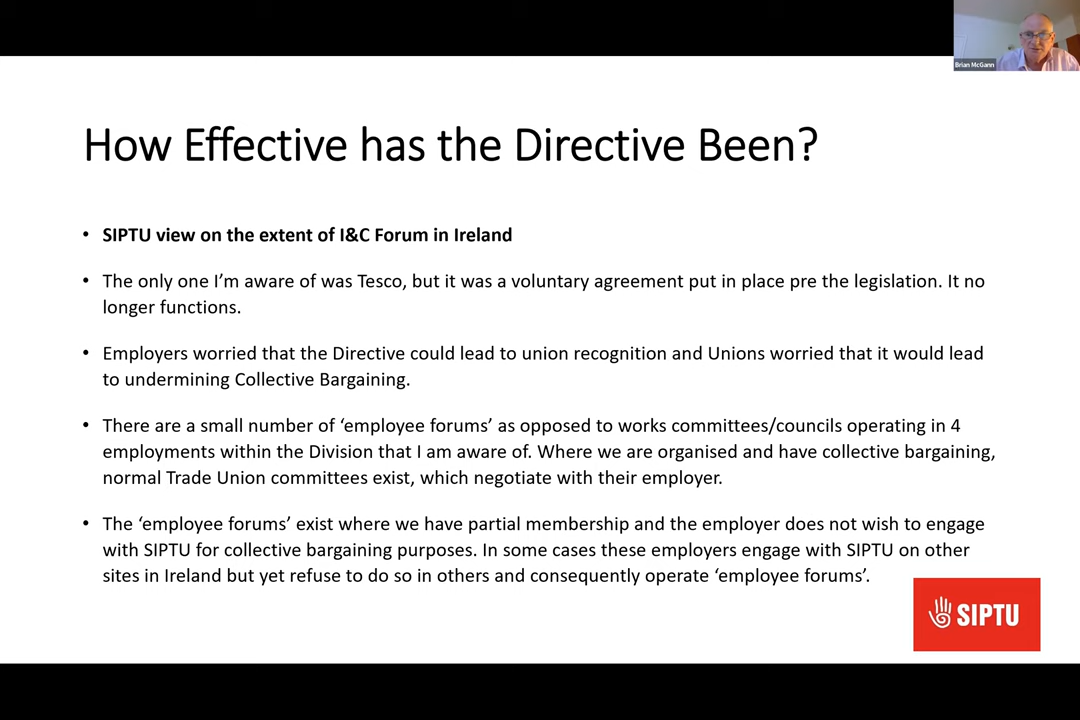 Brian McGann
How Effective has the Directive Been?
• SIPTU view on the extent of I&C Forum in Ireland
• The only one I’m aware of was Tesco, but it was a voluntary agreement put in place pre the legislation. It no
longer functions.
• Employers worried that the Directive could lead to union recognition and Unions worried that it would lead
to undermining Collective Bargaining.
• There are a small number of ‘employee forums’ as opposed to works committees/councils operating in 4
employments within the Division that I am aware of. Where we are organised and have collective bargaining,
normal Trade Union committees exist, which negotiate with their employer.
• The ‘employee forums’ exist where we have partial membership and the employer does not wish to engage
with SIPTU for collective bargaining purposes. In some cases these employers engage with SIPTU on other
sites in Ireland but yet refuse to do so in others and consequently operate ‘employee forums’.
SIPTU